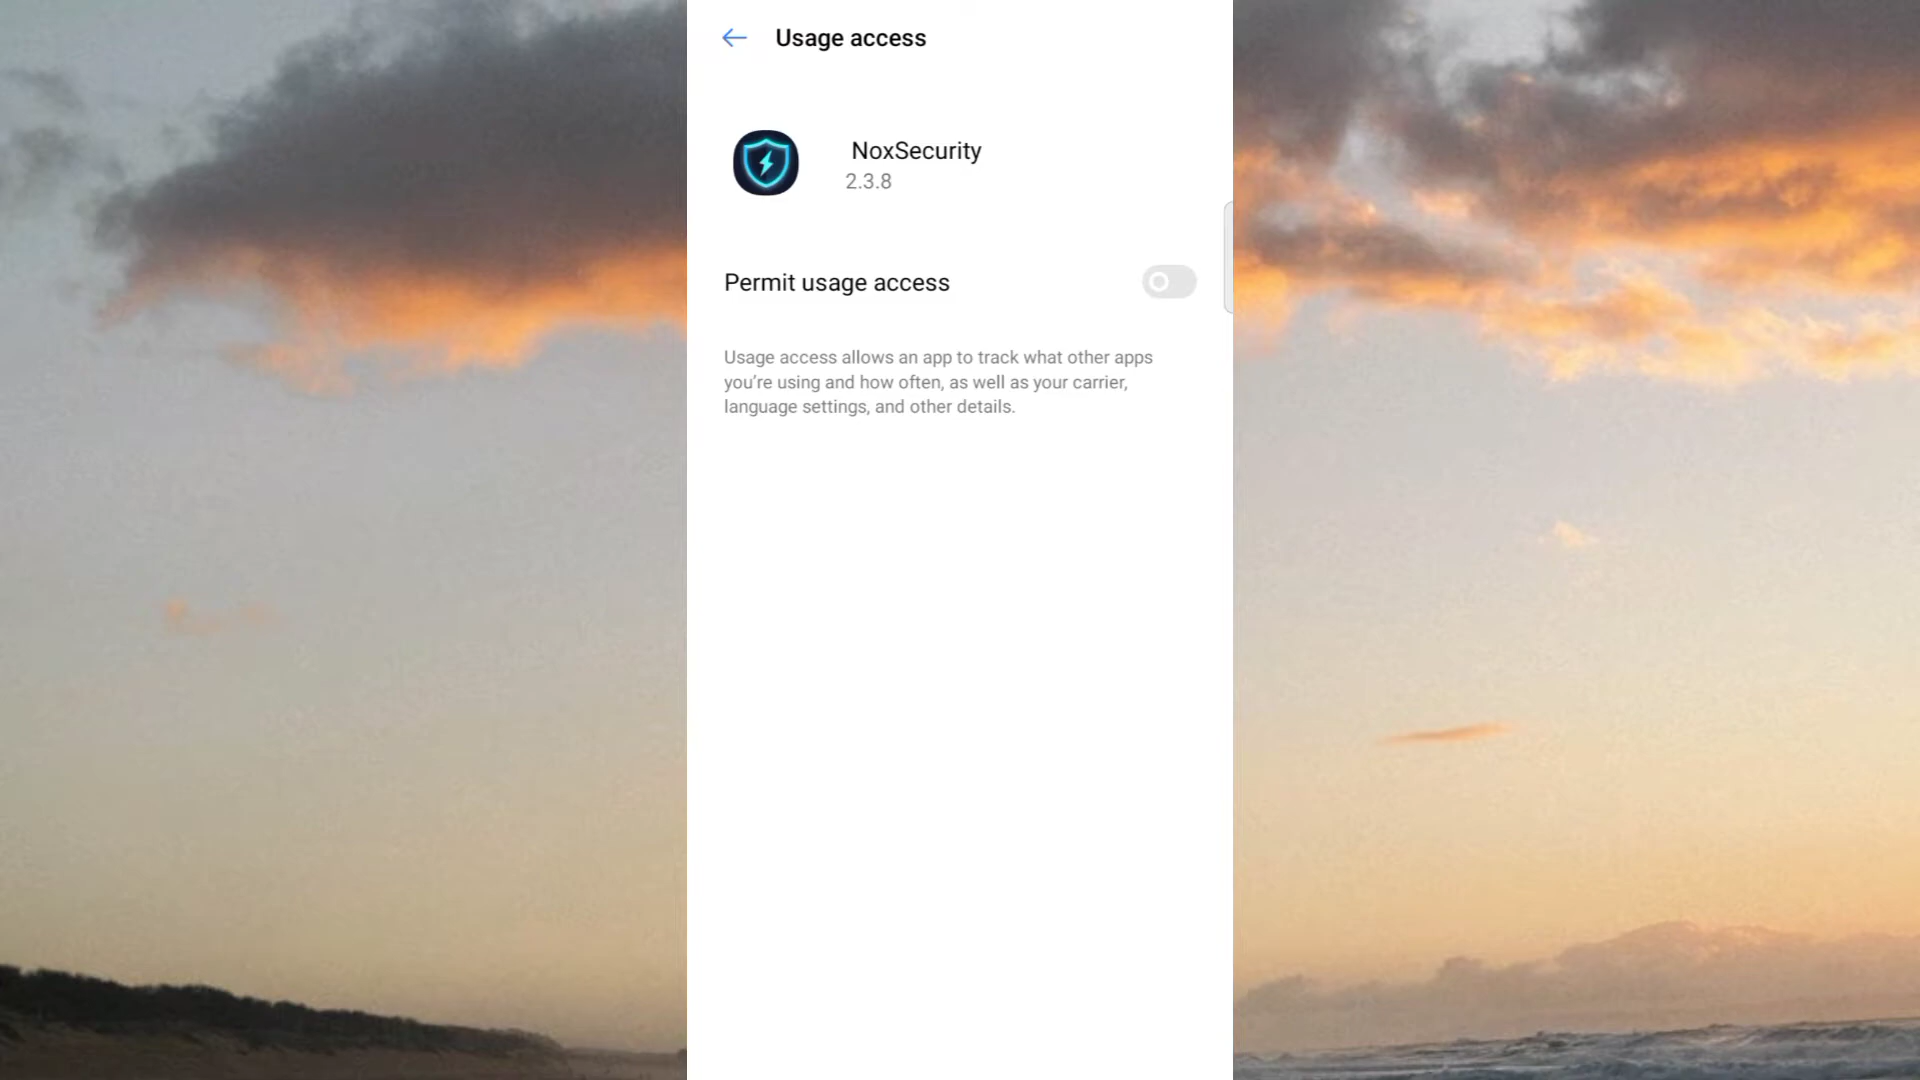 Usage access
NoxSecurity
2.3.8
Permit usage access
Usage access allows an app to track what other apps
you’re using and how often, as well as your carrier,
language settings, and other details.